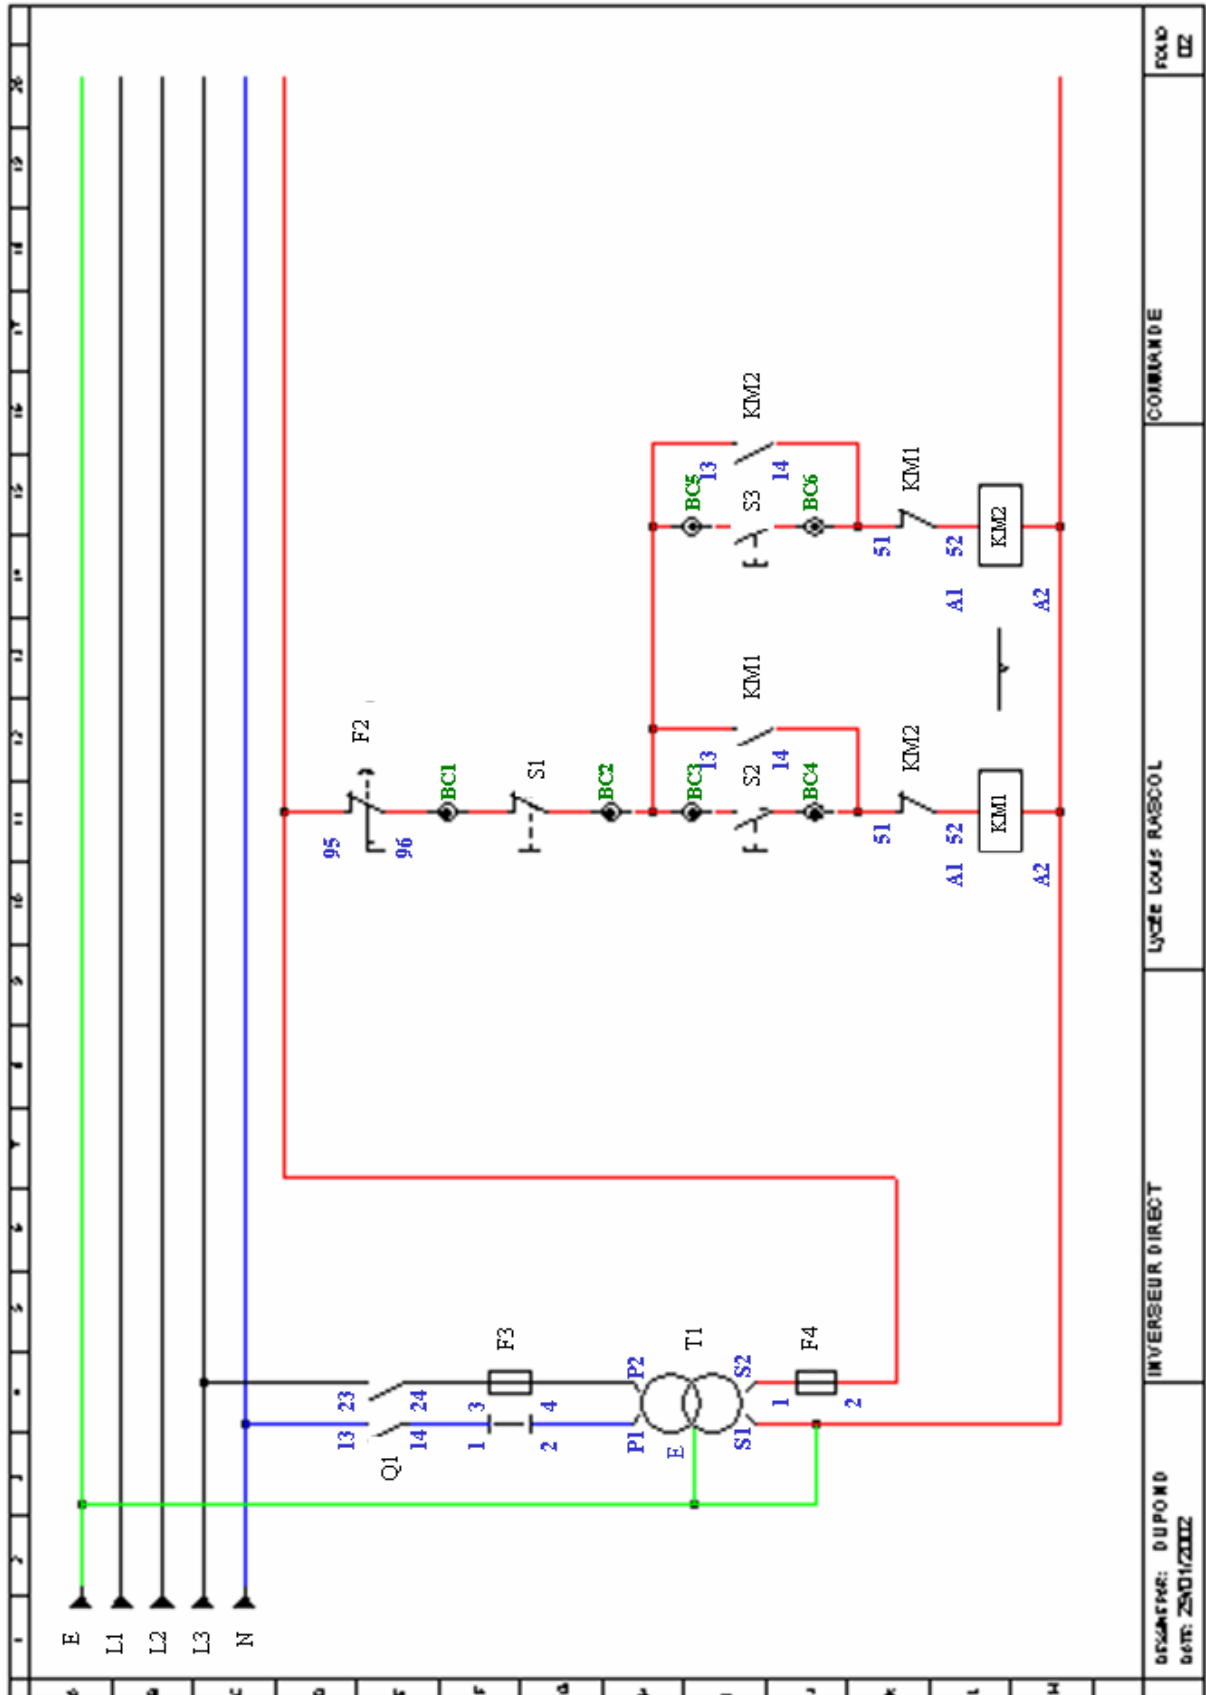 E
L1
L2
L3
N
Q1
13
14
23
24
1
2
3
4
F3
P1
P2
E
T1
S1
S2
1
2
F4
95
96
F2
BC1
S1
BC2
BC3
S2
BC4
13
14
KM1
51
52
KM2
A1
A2
KM1
BC5
S3
BC6
13
14
KM2
51
52
KM1
A1
A2
KM2
DUPOND
INVERSEUR DIRECT
Lycée Louis RASCOL
COMMANDE
FOLIO
02